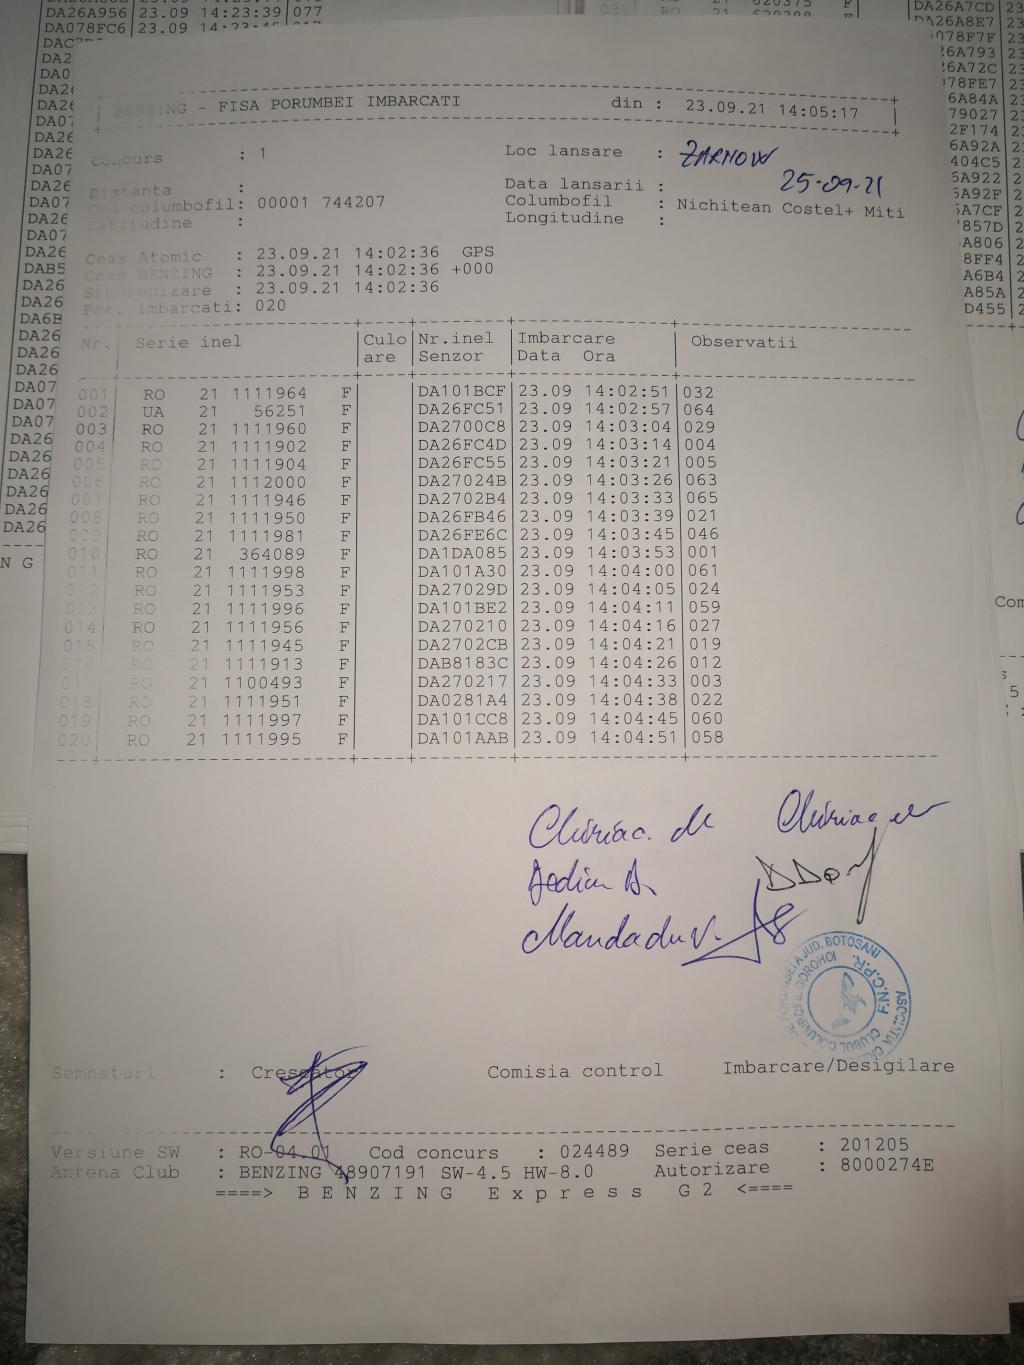 BENZING - FISA PORUMBEI IMBARCATI din : 23.09.21 14:05:17
Concurs : 1 Loc lansare : ZARNOW
Distanta : Data lansarii : 25-09-21
Cod columbofil: 00001 744207 Columbofil : Nichitean Costel+ Miti
Latitudine : Longitudine :
Ceas Atomic : 23.09.21 14:02:36 GPS
Ceas BENZING : 23.09.21 14:02:36 +000
Sincronizare : 23.09.21 14:02:36
Por. imbarcati: 020
Nr. Serie inel Culo Nr.inel Imbarcare Observatii
are Senzor Data Ora
001 RO 21 1111964 F DA101BCF 23.09 14:02:51 032
002 UA 21 56251 F DA26FC51 23.09 14:02:57 064
003 RO 21 1111960 F DA2700C8 23.09 14:03:04 029
004 RO 21 1111902 F DA26FC4D 23.09 14:03:14 004
005 RO 21 1111904 F DA26FC55 23.09 14:03:21 005
006 RO 21 1112000 F DA27024B 23.09 14:03:26 063
007 RO 21 1111946 F DA2702B4 23.09 14:03:33 065
008 RO 21 1111950 F DA26FB46 23.09 14:03:39 021
009 RO 21 1111981 F DA26FE6C 23.09 14:03:45 046
010 RO 21 364089 F DA1DA085 23.09 14:03:53 001
011 RO 21 1111998 F DA101A30 23.09 14:04:00 061
012 RO 21 1111953 F DA27029D 23.09 14:04:05 024
013 RO 21 1111996 F DA101BE2 23.09 14:04:11 059
014 RO 21 1111956 F DA270210 23.09 14:04:16 027
015 RO 21 1111945 F DA2702CB 23.09 14:04:21 019
016 RO 21 1111913 F DAB8183C 23.09 14:04:26 012
017 RO 21 1100493 F DA270217 23.09 14:04:33 003
018 RO 21 1111951 F DA0281A4 23.09 14:04:38 022
019 RO 21 1111997 F DA101CC8 23.09 14:04:45 060
020 RO 21 1111995 F DA101AAB 23.09 14:04:51 058
Chiriac.
JUD. BOTOSANI
F.N.C.P.R.
CLUBUL COLUMBOFIL DOROHOI
Semnaturi : Crescator Comisia control Imbarcare/Desigilare
Versiune SW : RO-04.01 Cod concurs : 024489 Serie ceas : 201205
Antena Club : BENZING 48907191 SW-4.5 HW-8.0 Autorizare : 8000274E
====> BENZING Express G2 <====